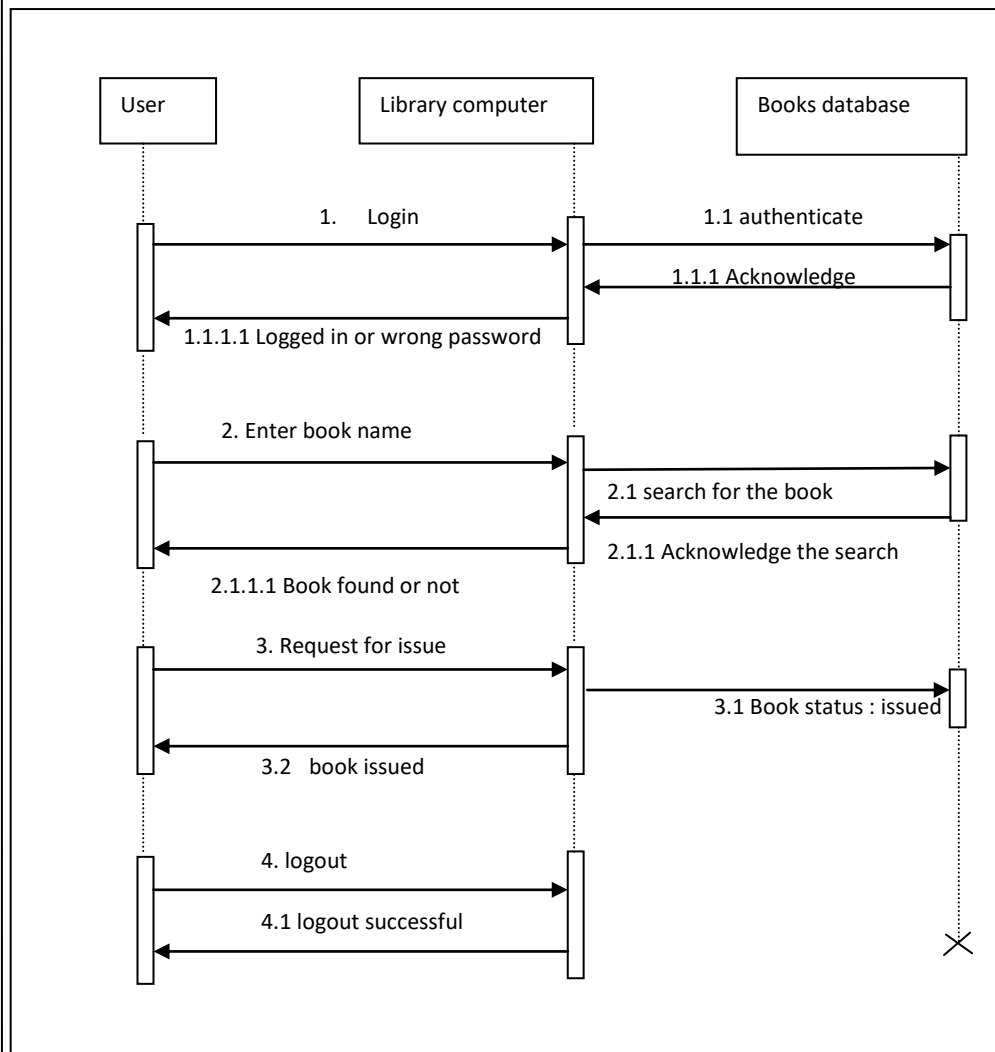 User
Library computer
Books database
1. Login
1.1 authenticate
1.1.1 Acknowledge
1.1.1.1 Logged in or wrong password
2. Enter book name
2.1 search for the book
2.1.1 Acknowledge the search
2.1.1.1 Book found or not
3. Request for issue
3.1 Book status : issued
3.2 book issued
4. logout
4.1 logout successful